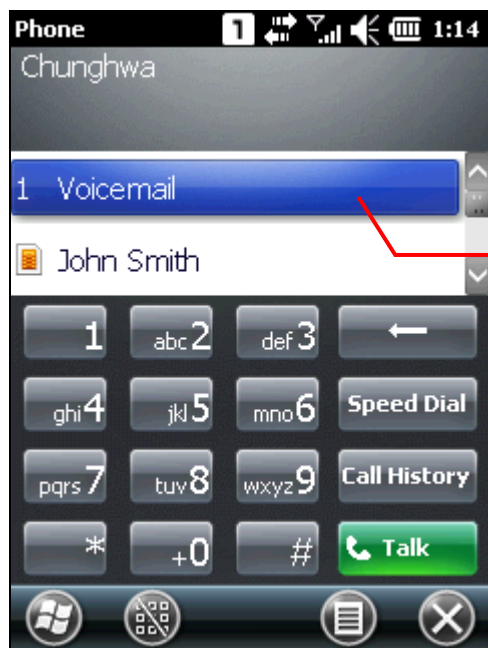 Phone 1 1:14
Chunghwa
1 Voicemail
John Smith
1 abc2 def3
ghi4 jkl5 mno6 Speed Dial
pqrs7 tuv8 wxyz9 Call History
* +0 # Talk